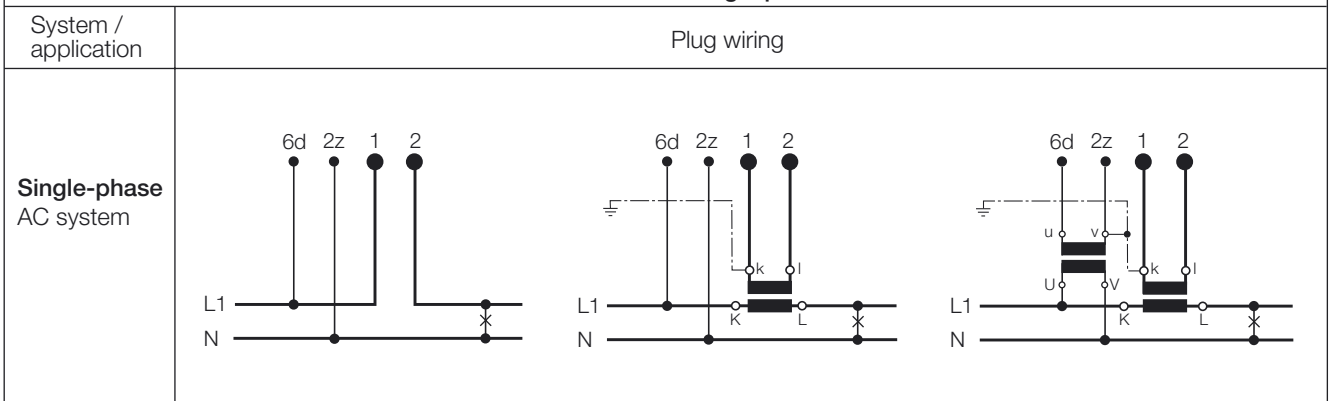 System /
application
Plug wiring
Single-phase
AC system
6d 2z 1 2
L1
N
6d 2z 1 2
k l
L1
K L
N
6d 2z 1 2
u v
k l
U V
L1
K L
N